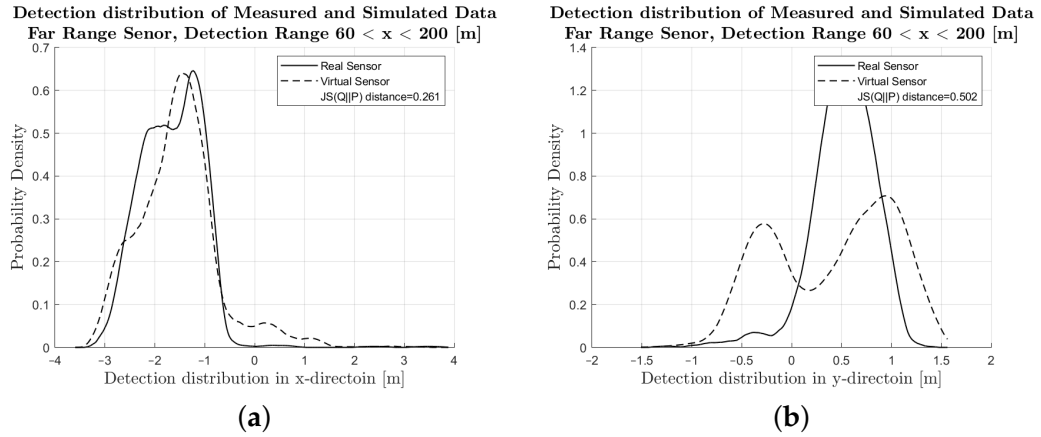 Detection distribution of Measured and Simulated Data
Far Range Senor, Detection Range 60 < x < 200 [m]
Real Sensor
Virtual Sensor
JS(Q||P) distance=0.261
Probability Density
0.7
0.6
0.5
0.4
0.3
0.2
0.1
0
−4 −3 −2 −1 0 1 2 3 4
Detection distribution in x-directoin [m]
(a)
Detection distribution of Measured and Simulated Data
Far Range Senor, Detection Range 60 < x < 200 [m]
Real Sensor
Virtual Sensor
JS(Q||P) distance=0.502
Probability Density
1.4
1.2
1
0.8
0.6
0.4
0.2
0
−2 −1.5 −1 −0.5 0 0.5 1 1.5 2
Detection distribution in y-directoin [m]
(b)